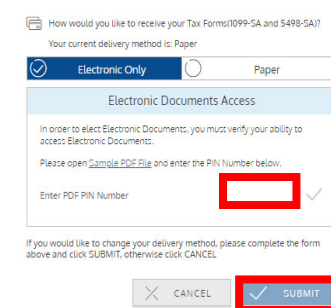 How would you like to receive your Tax Forms(1099-SA and 5498-SA)?
Your current delivery method is: Paper
Electronic Only
Paper
Electronic Documents Access
In order to elect Electronic Documents, you must verify your ability to
access Electronic Documents.
Please open Sample PDF File and enter the PIN Number below.
Enter PDF PIN Number
If you would like to change your delivery method, please complete the form
above and click SUBMIT, otherwise click CANCEL
CANCEL
SUBMIT